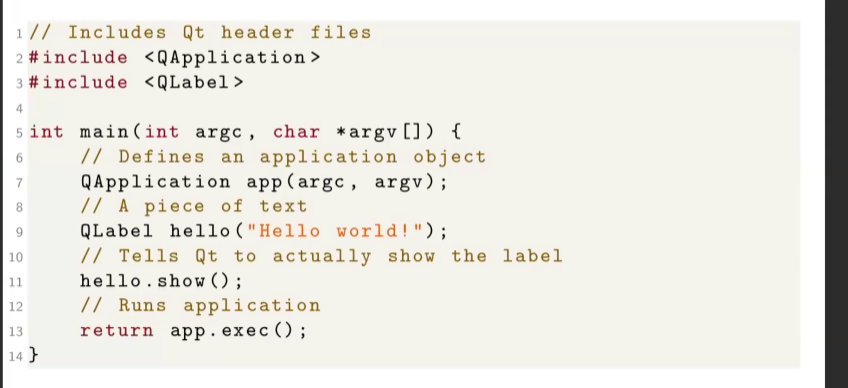 1 // Includes Qt header files
2 #include <QApplication>
3 #include <QLabel>
4
5 int main(int argc, char *argv[]) {
6     // Defines an application object
7     QApplication app(argc, argv);
8     // A piece of text
9     QLabel hello("Hello world!");
10     // Tells Qt to actually show the label
11     hello.show();
12     // Runs application
13     return app.exec();
14 }